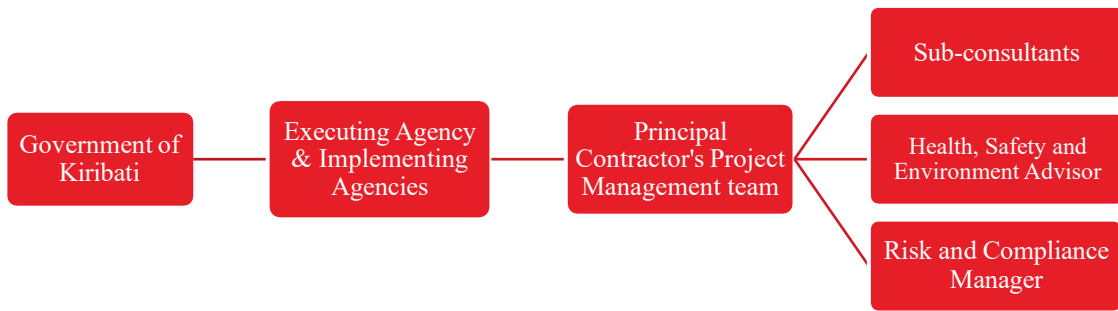 Government of
Kiribati
Executing Agency
& Implementing
Agencies
Principal
Contractor's Project
Management team
Sub-consultants
Health, Safety and
Environment Advisor
Risk and Compliance
Manager